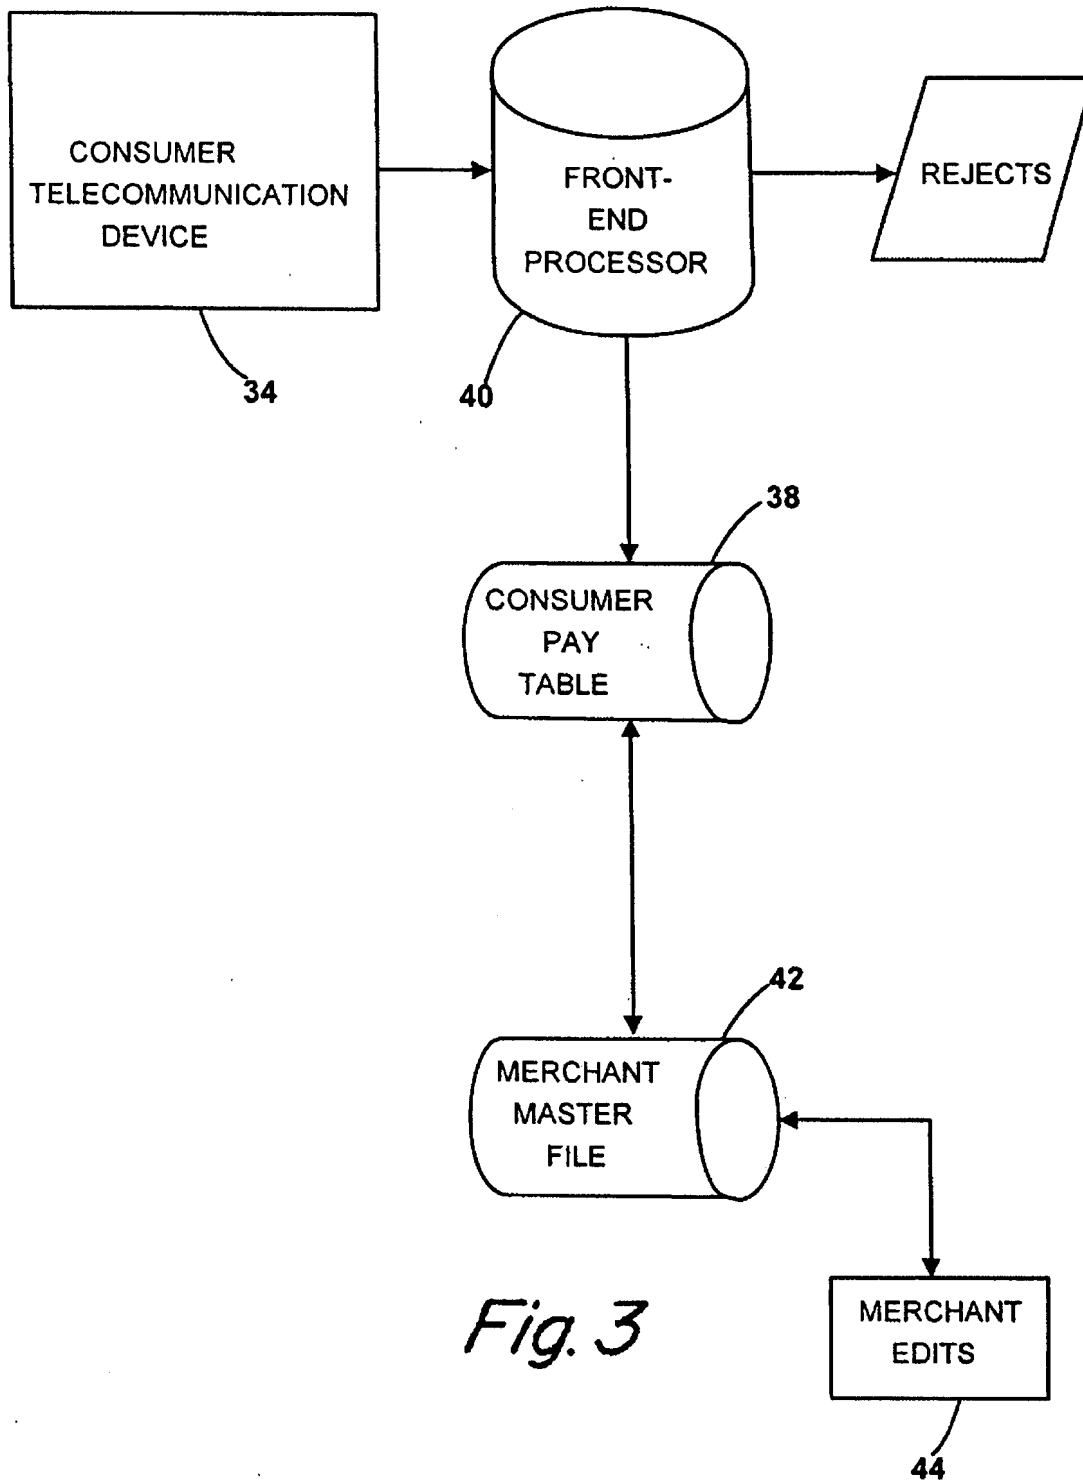 CONSUMER
TELECOMMUNICATION
DEVICE
34
FRONT-
END
PROCESSOR
40
REJECTS
38
CONSUMER
PAY
TABLE
42
MERCHANT
MASTER
FILE
MERCHANT
EDITS
44
Fig. 3